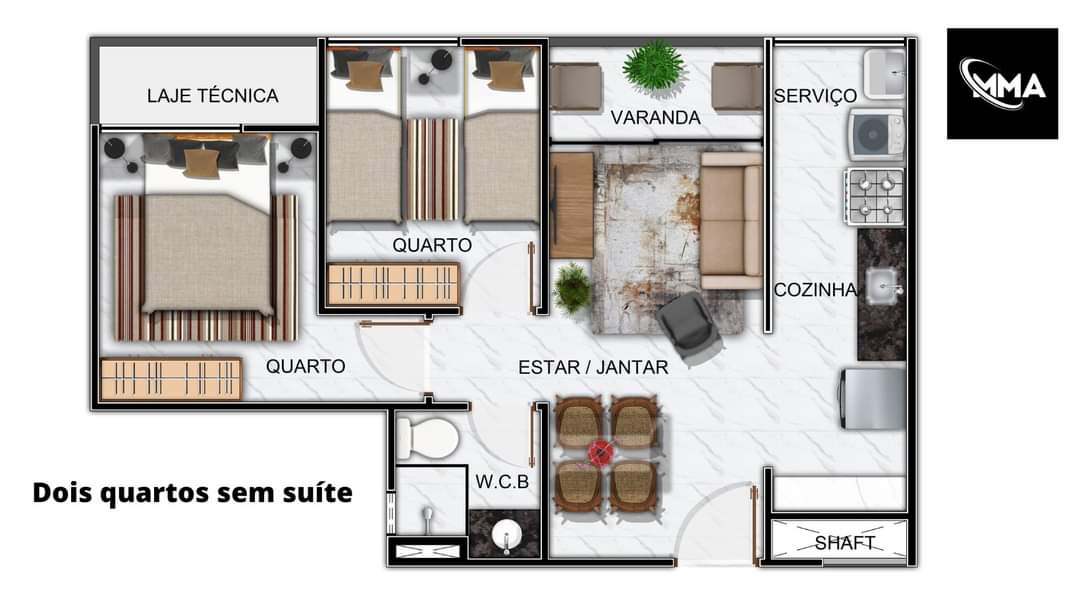 LAJE TÉCNICA
VARANDA
SERVIÇO
MMA
QUARTO
COZINHA
QUARTO
ESTAR / JANTAR
W.C.B
Dois quartos sem suíte
SHAFT